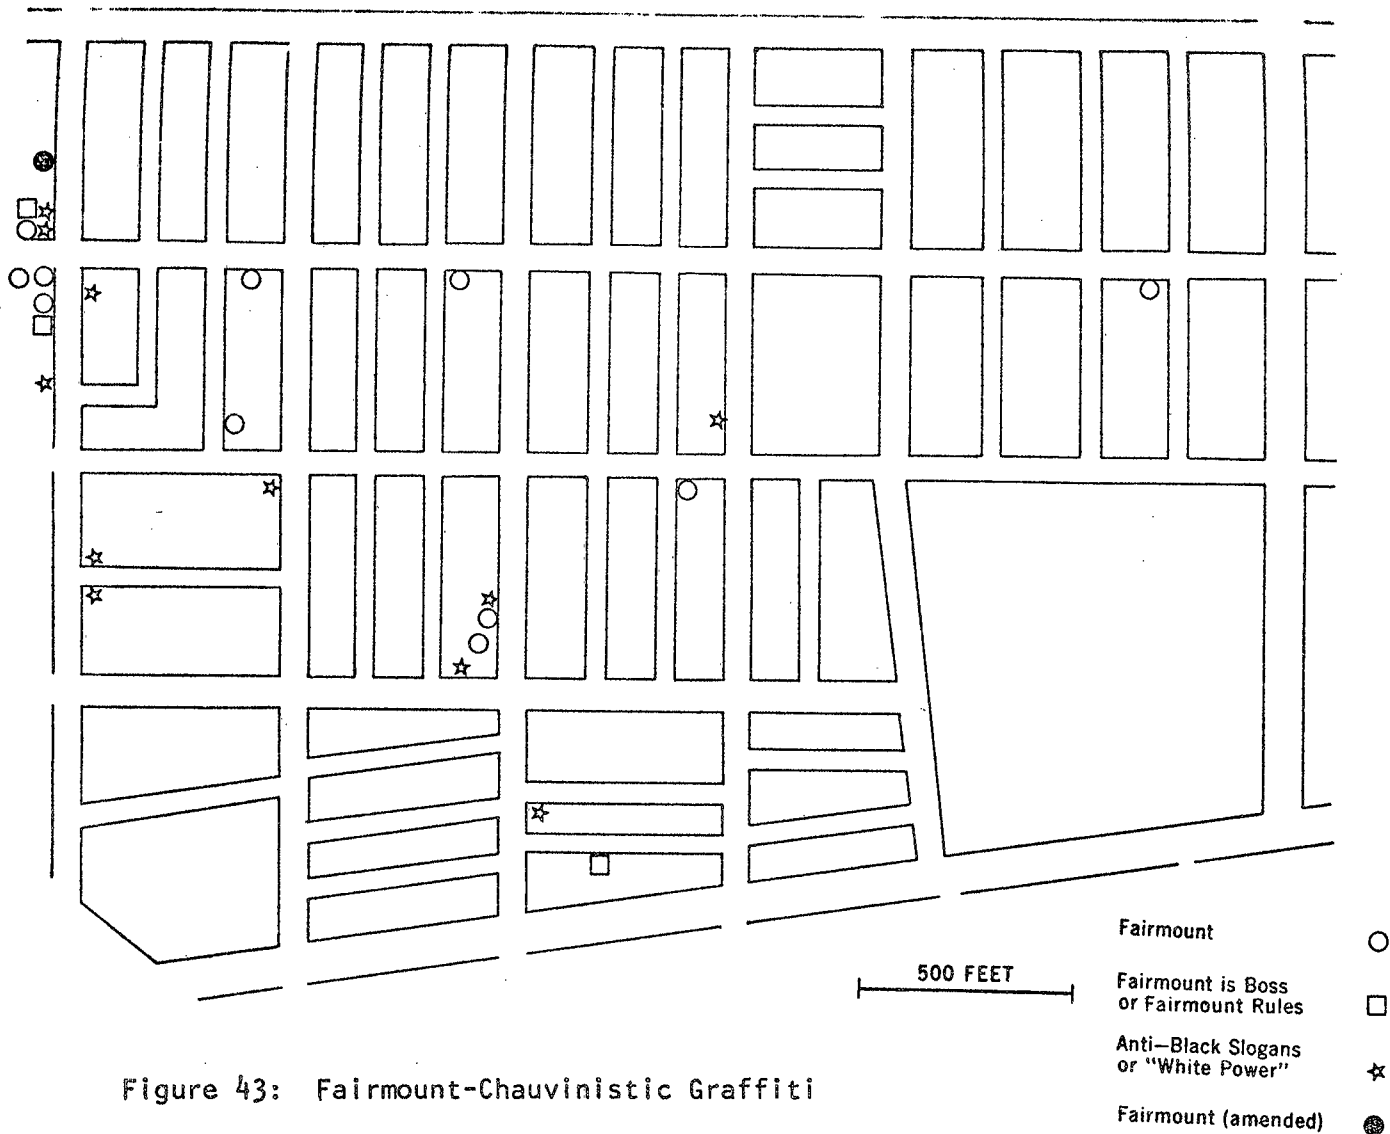 500 FEET
Fairmount
Fairmount is Boss
or Fairmount Rules
Anti—Black Slogans
or "White Power"
Fairmount (amended)
Figure 43: Fairmount-Chauvinistic Graffiti